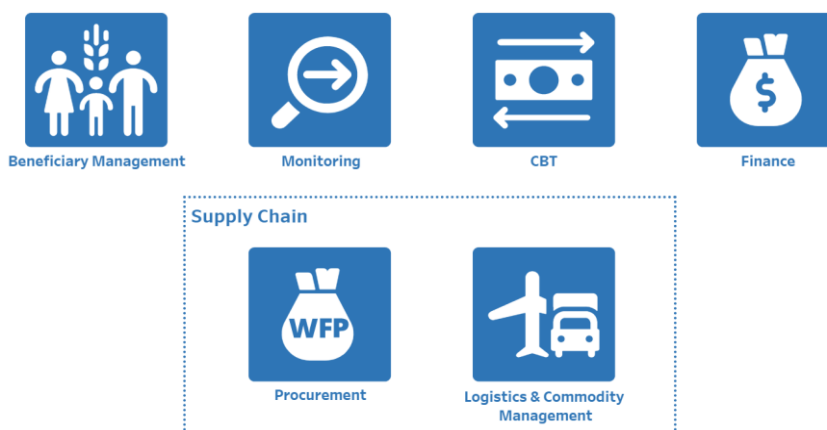 Beneficiary Management
Monitoring
CBT
$
Finance
Supply Chain
WFP
Procurement
Logistics & Commodity
Management